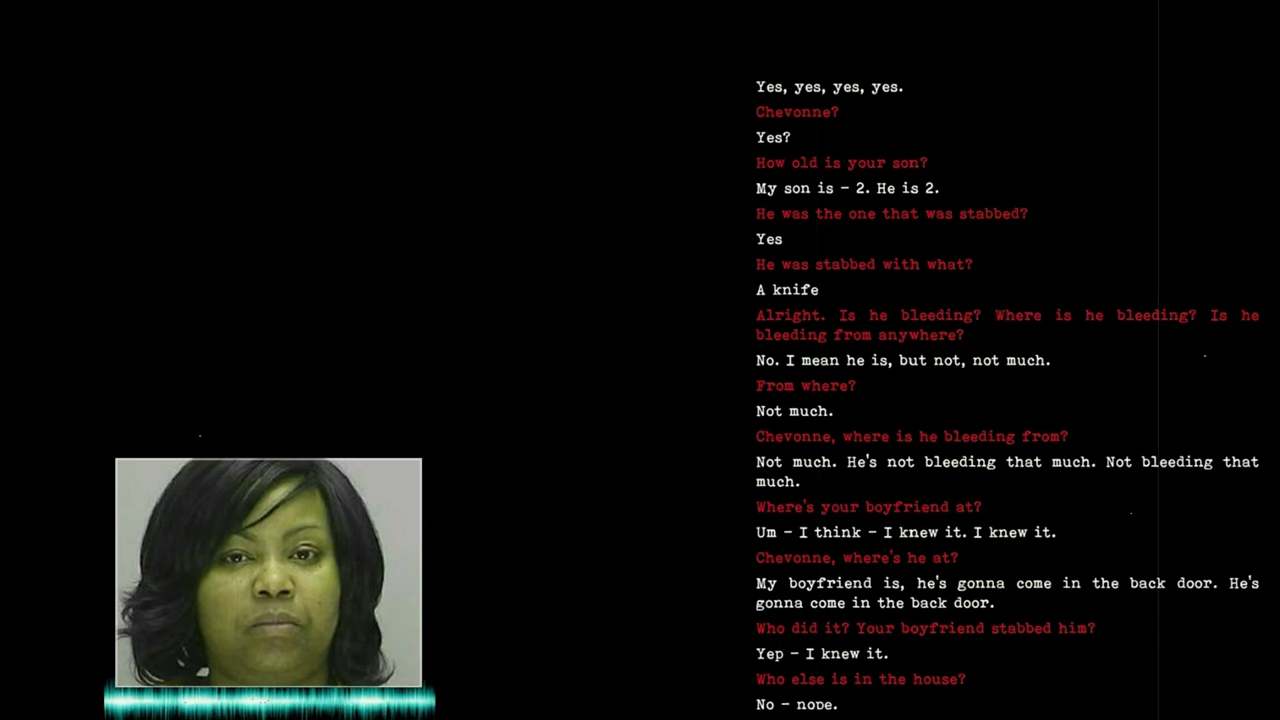 Yes, yes, yes, yes.
Chevonne?
Yes?
How old is your son?
My son is - 2. He is 2.
He was the one that was stabbed?
Yes
He was stabbed with what?
A knife
Alright. Is he bleeding? Where is he bleeding? Is he
bleeding from anywhere?
No. I mean he is, but not, not much.
From where?
Not much.
Chevonne, where is he bleeding from?
Not much. He's not bleeding that much. Not bleeding that
much.
Where's your boyfriend at?
Um - I think - I knew it. I knew it.
Chevonne, where's he at?
My boyfriend is, he's gonna come in the back door. He's
gonna come in the back door.
Who did it? Your boyfriend stabbed him?
Yep - I knew it.
Who else is in the house?
No - nope.